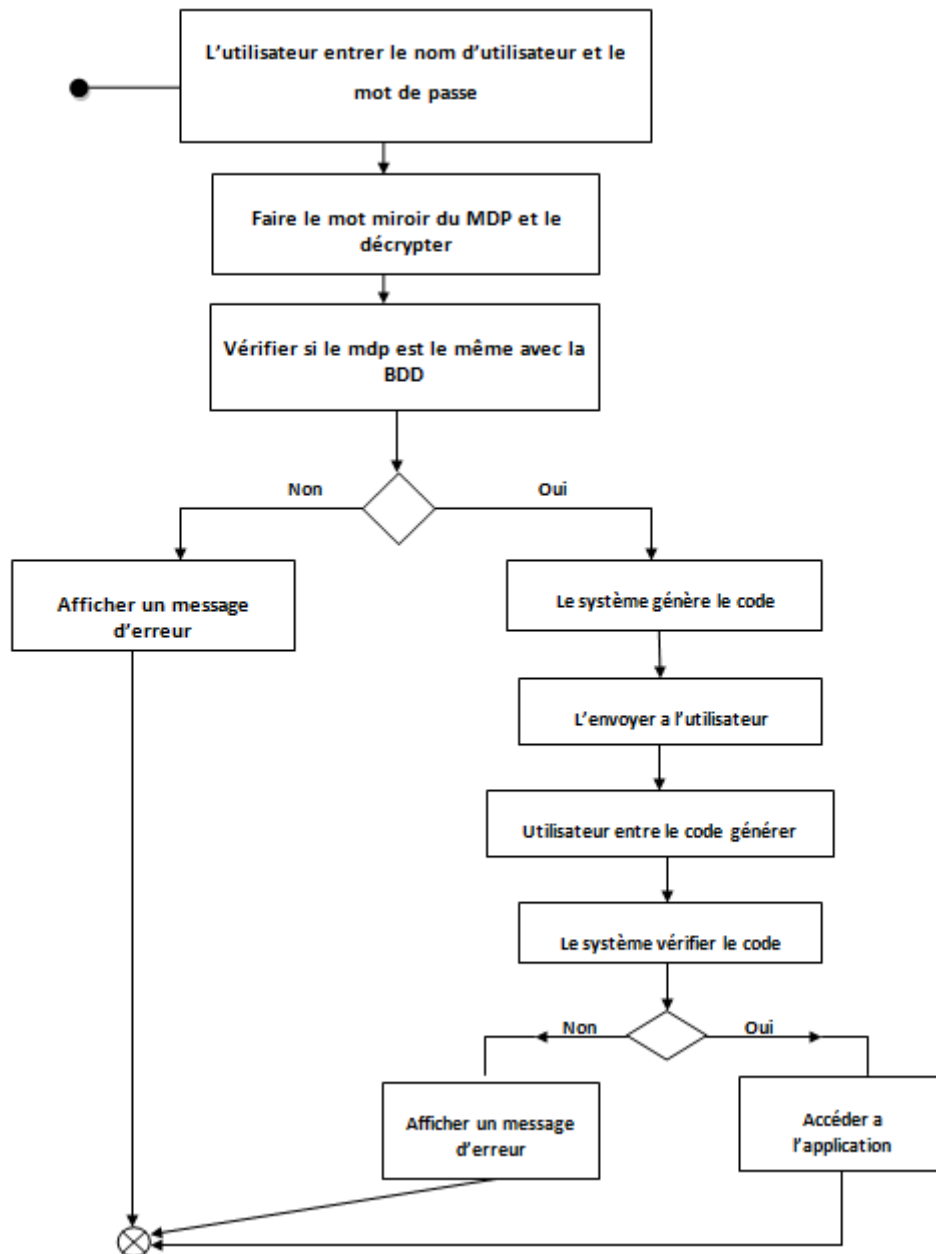 L'utilisateur entrer le nom d'utilisateur et le
mot de passe
Faire le mot miroir du MDP et le
décrypter
Vérifier si le mdp est le même avec la
BDD
Non
Oui
Afficher un message
d'erreur
Le système génère le code
L'envoyer a l'utilisateur
Utilisateur entre le code générer
Le système vérifier le code
Non
Oui
Afficher un message
d'erreur
Accéder a
l'application